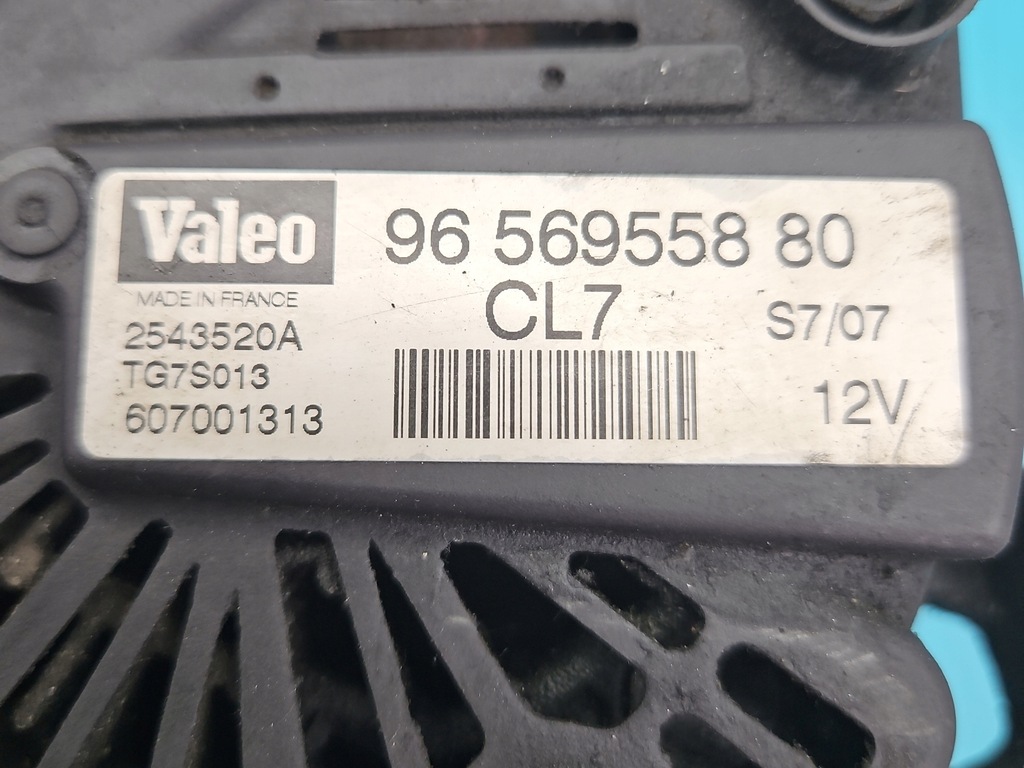 Valeo
MADE IN FRANCE
2543520A
TG7S013
607001313
96 569558 80
CL7
S7/07
12V